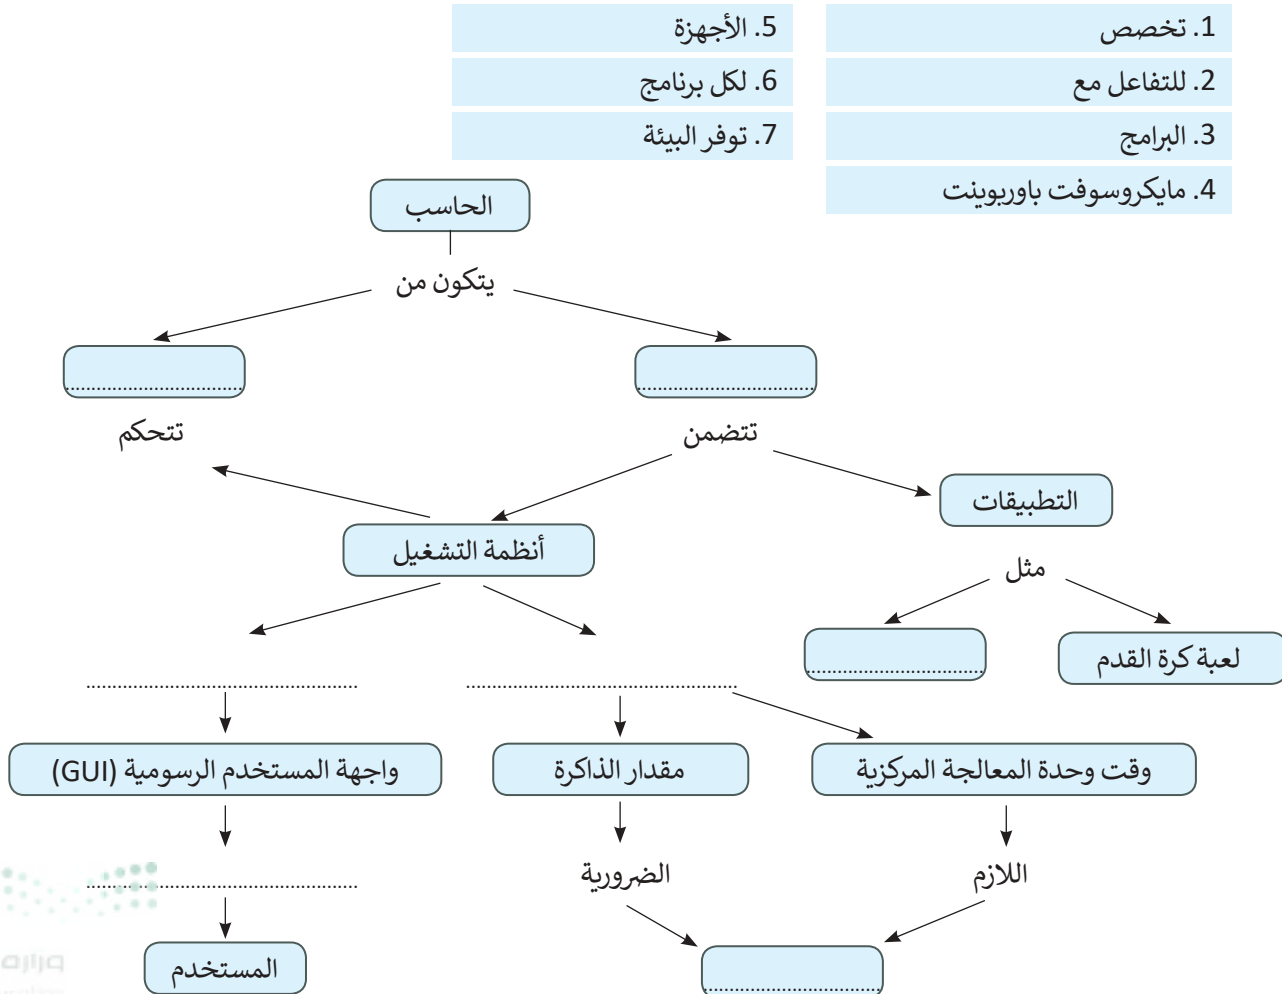 1. تخصص
2. للتفاعل مع
3. البرامج
4. مايكروسوفت باوربوينت
5. الأجهزة
6. لكل برنامج
7. توفر البيئة
الحاسب
يتكون من
تتضمن
تتحكم
التطبيقات
أنظمة التشغيل
مثل
لعبة كرة القدم
وقت وحدة المعالجة المركزية
مقدار الذاكرة
واجهة المستخدم الرسومية (GUI)
اللازم
الضرورية
المستخدم
وزارة